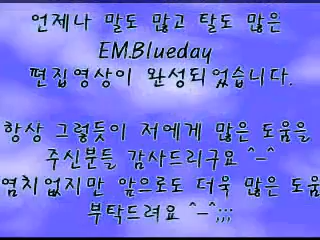 언제나 말도 많고 탈도 많은
EM.Blueday
편집영상이 완성되었습니다.
항상 그렇듯이 저에게 많은 도움을
주신분들 감사드리구요 ^-^
염치없지만 앞으로도 더욱 많은 도움
부탁드려요 ^-^;;;